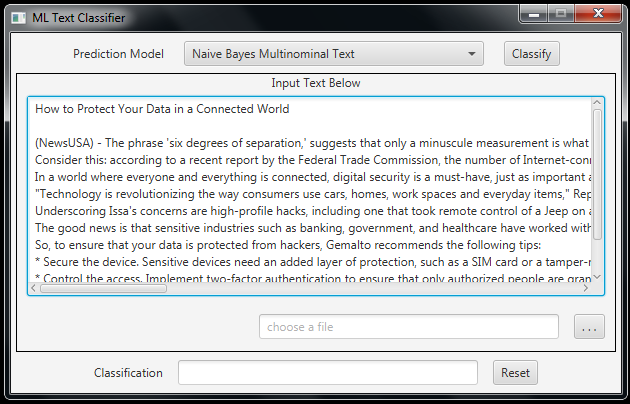 ML Text Classifier
Prediction Model Naive Bayes Multinominal Text Classify
Input Text Below
How to Protect Your Data in a Connected World
(NewsUSA) - The phrase 'six degrees of separation,' suggests that only a minuscule measurement is what
Consider this: according to a recent report by the Federal Trade Commission, the number of Internet-conn
In a world where everyone and everything is connected, digital security is a must-have, just as important a
"Technology is revolutionizing the way consumers use cars, homes, work spaces and everyday items," Rep
Underscoring Issa's concerns are high-profile hacks, including one that took remote control of a Jeep on a
The good news is that sensitive industries such as banking, government, and healthcare have worked with
So, to ensure that your data is protected from hackers, Gemalto recommends the following tips:
* Secure the device. Sensitive devices need an added layer of protection, such as a SIM card or a tamper-r
* Control the access. Implement two-factor authentication to ensure that only authorized people are gran
choose a file ...
Classification Reset